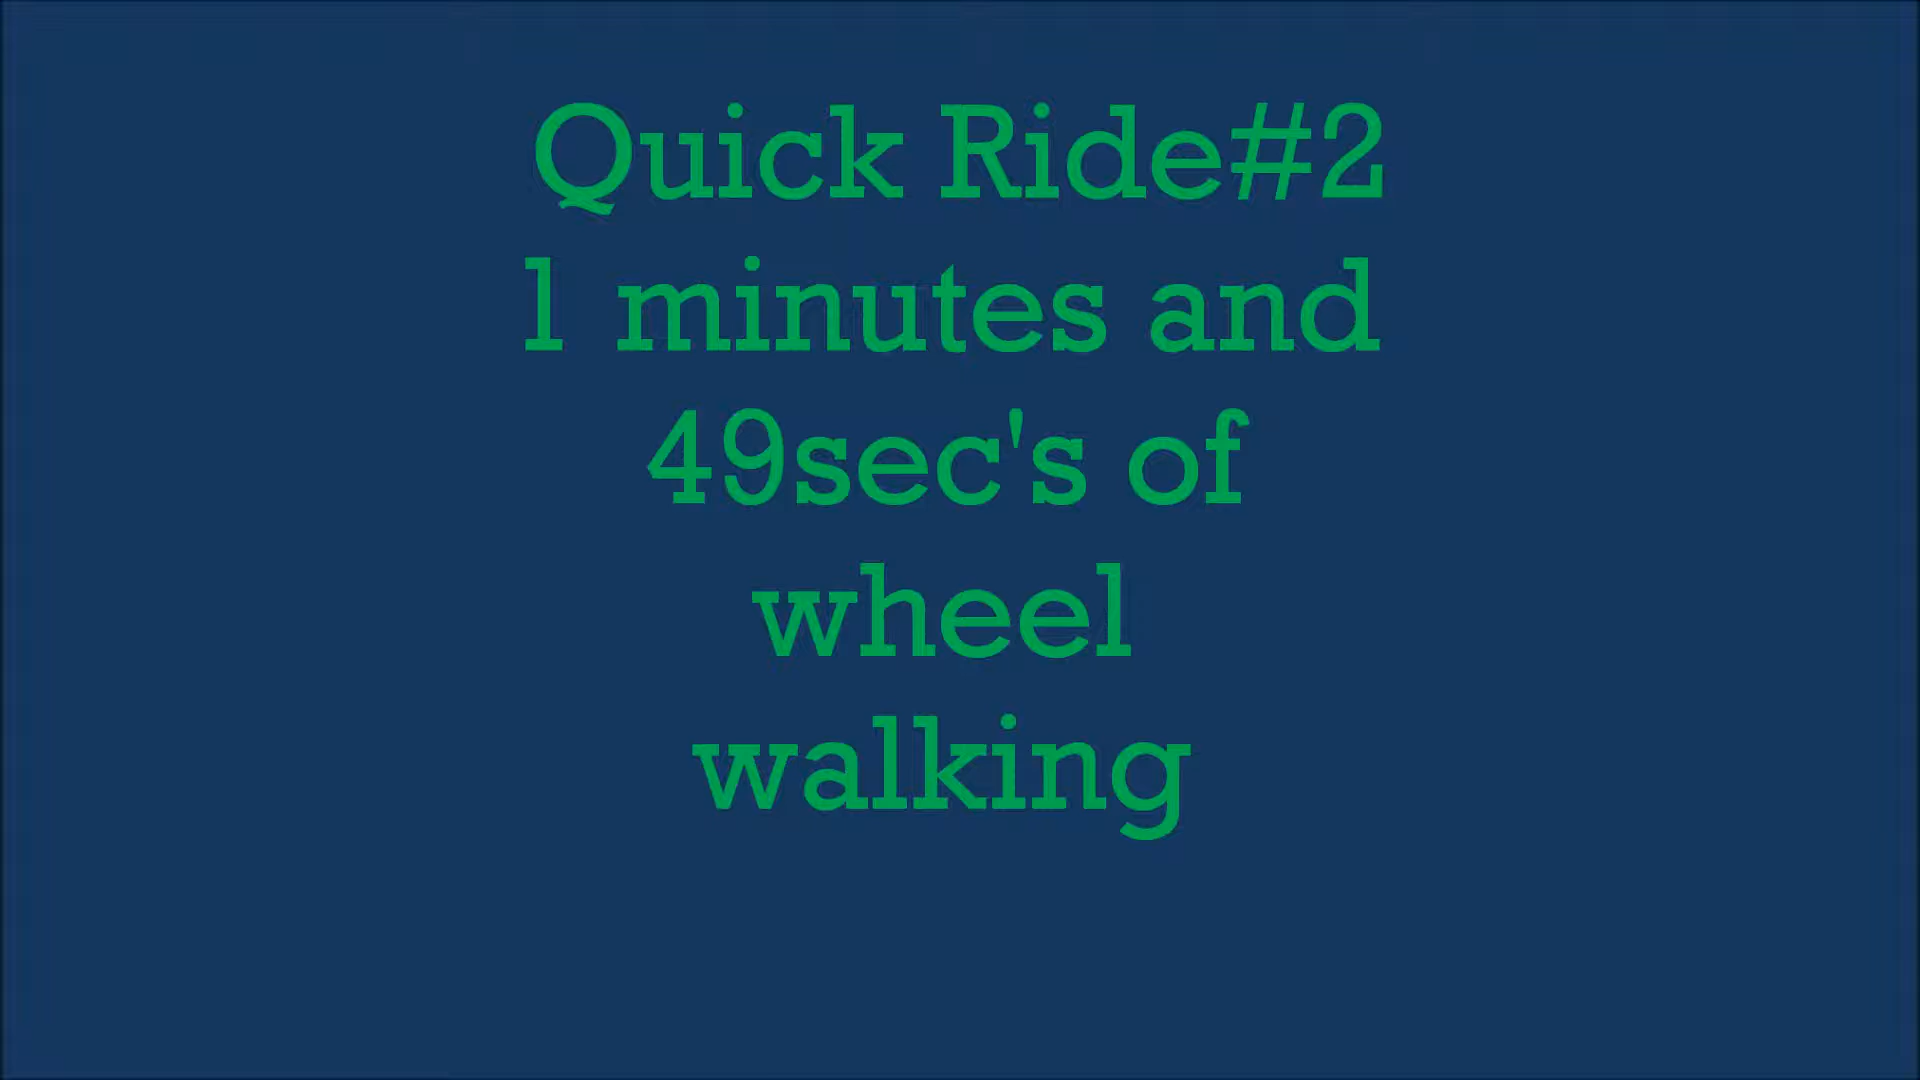 Quick Ride#2
1 minutes and
49sec's of
wheel
walking